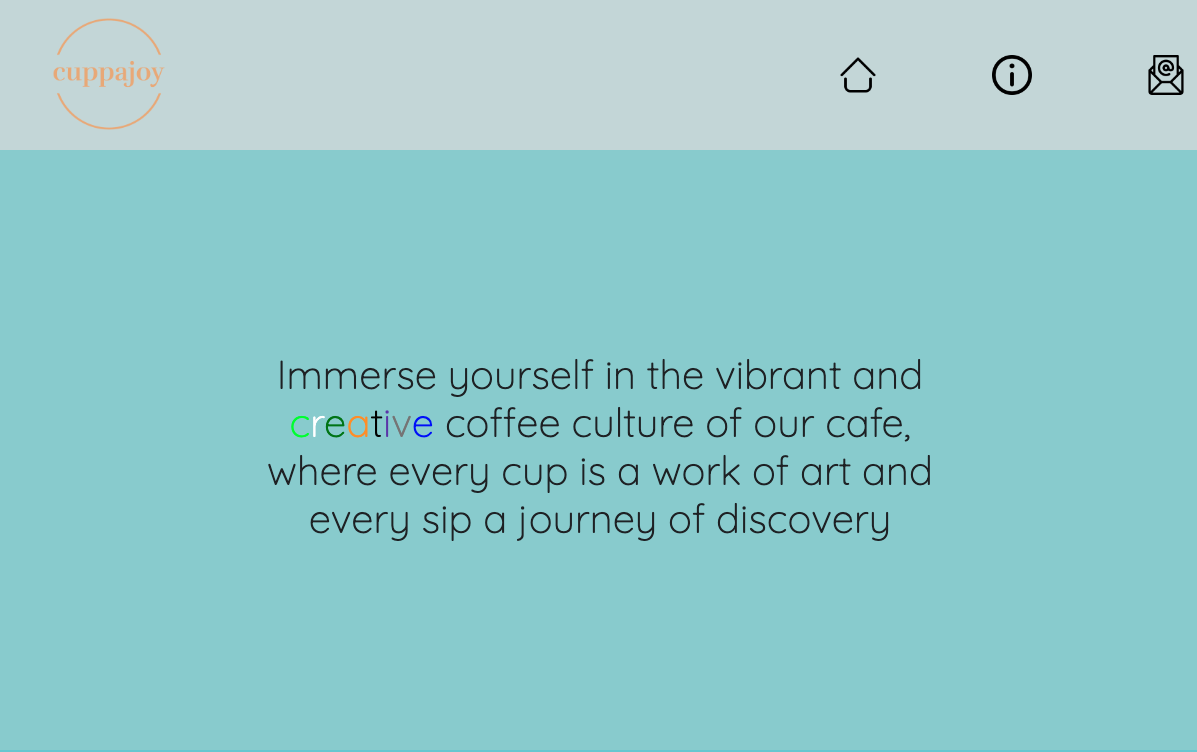 cuppajoy
@
Immerse yourself in the vibrant and
creative coffee culture of our cafe,
where every cup is a work of art and
every sip a journey of discovery